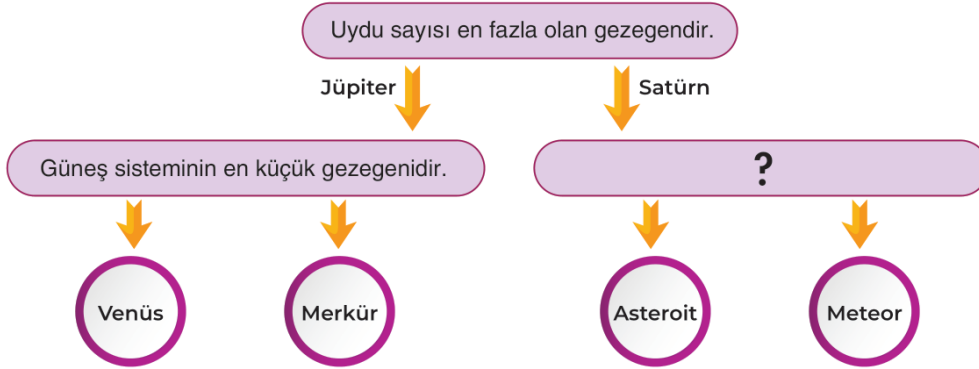 Uydu sayısı en fazla olan gezegendir.
Jüpiter
Satürn
Güneş sisteminin en küçük gezegenidir.
?
Venüs
Merkür
Asteroit
Meteor